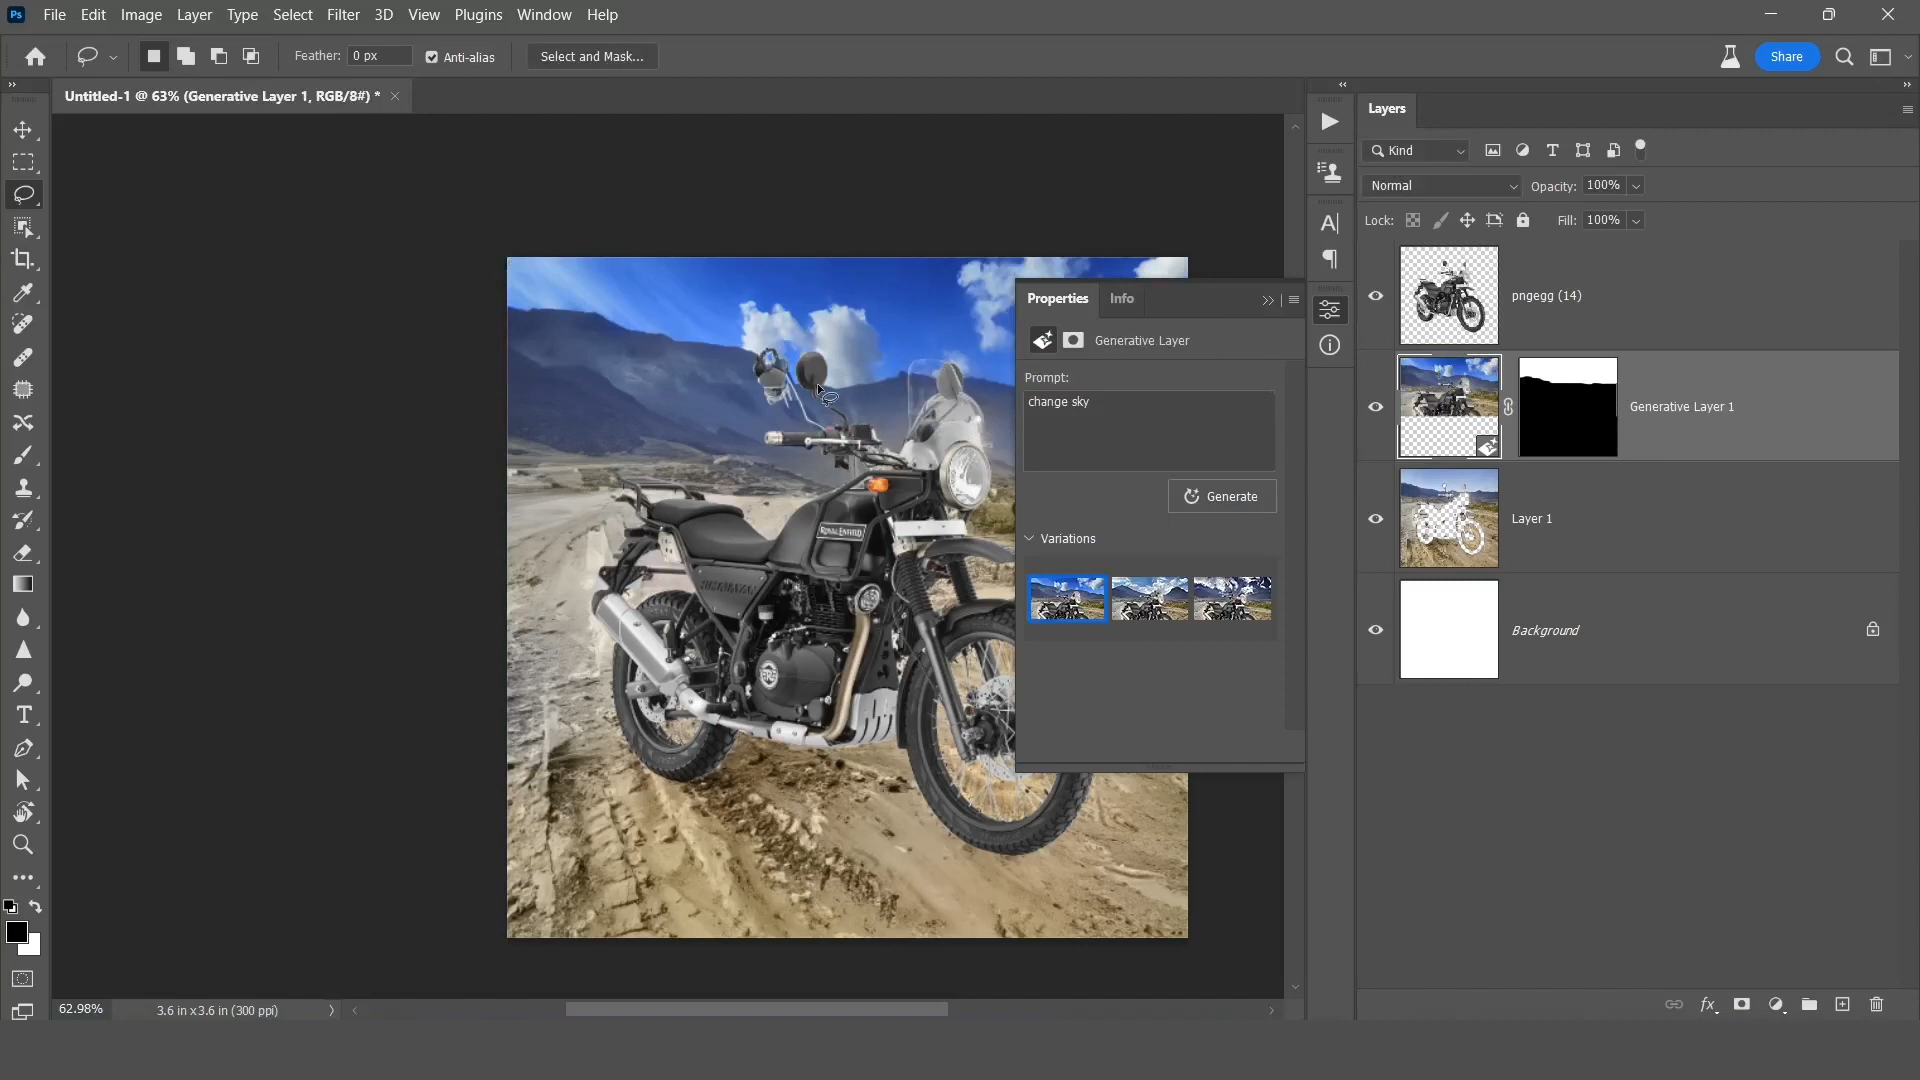 Ps File Edit Image Layer Type Select Filter 3D View Plugins Window Help
Feather: 0 px Anti-alias Select and Mask... Share
Untitled-1 @ 63% (Generative Layer 1, RGB/8#) *
Layers
Kind
Normal Opacity: 100%
Lock: Fill: 100%
pngegg (14)
Generative Layer 1
Layer 1
Background
Properties Info
Generative Layer
Prompt:
change sky
Generate
Variations
ROYAL ENFIELD
HIMALAYAN
62.98% 3.6 in x 3.6 in (300 ppi)